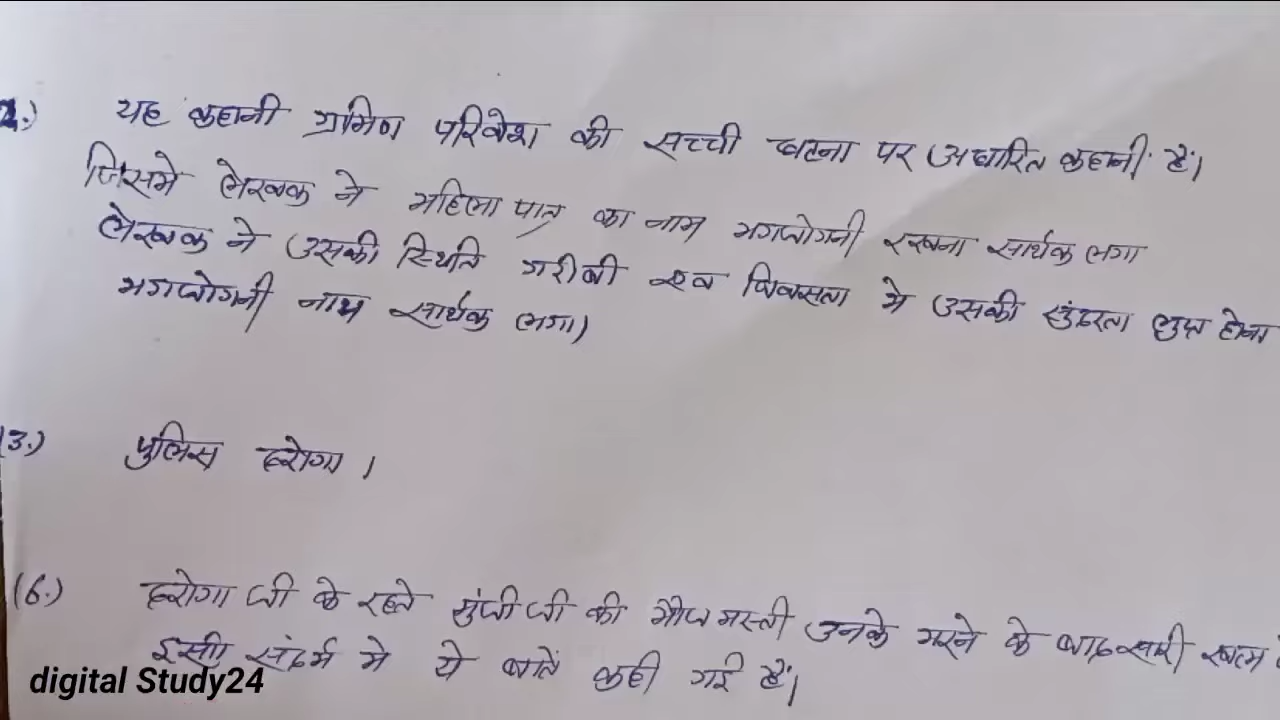 2.) यह कहानी ग्रमिण परिवेश की सच्ची घटना पर अधारित कहानी हैं।
जिसमे लेखक ने महिला पात्र का नाम भगजोगनी रखना सार्थक लगा
लेखक ने उसकी स्थिति गरीबी एव विवसता मे उसकी सुंदरता लुप्त होना
भगजोगनी नाम सार्थक लगा।
(3.) पुलिस दरोगा।
(6.) दरोगा जी के रहते मुंजी जी की मौज मस्ती उनके मरने के बाद सारी खत्म
इसी संदर्भ मे ये बातें कही गई हैं।
digital Study24